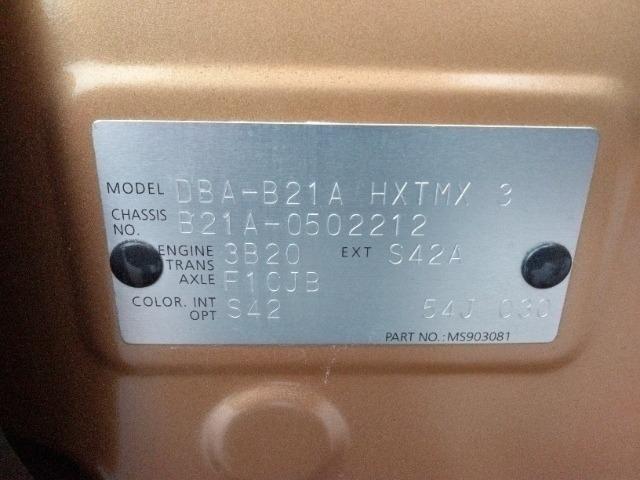 MODEL DBA-B21A HXTMX 3
CHASSIS NO. B21A-0502212
ENGINE 3B20 EXT S42A
TRANS AXLE F1CJB
COLOR. INT OPT S42 54J 030
PART NO.: MS903081